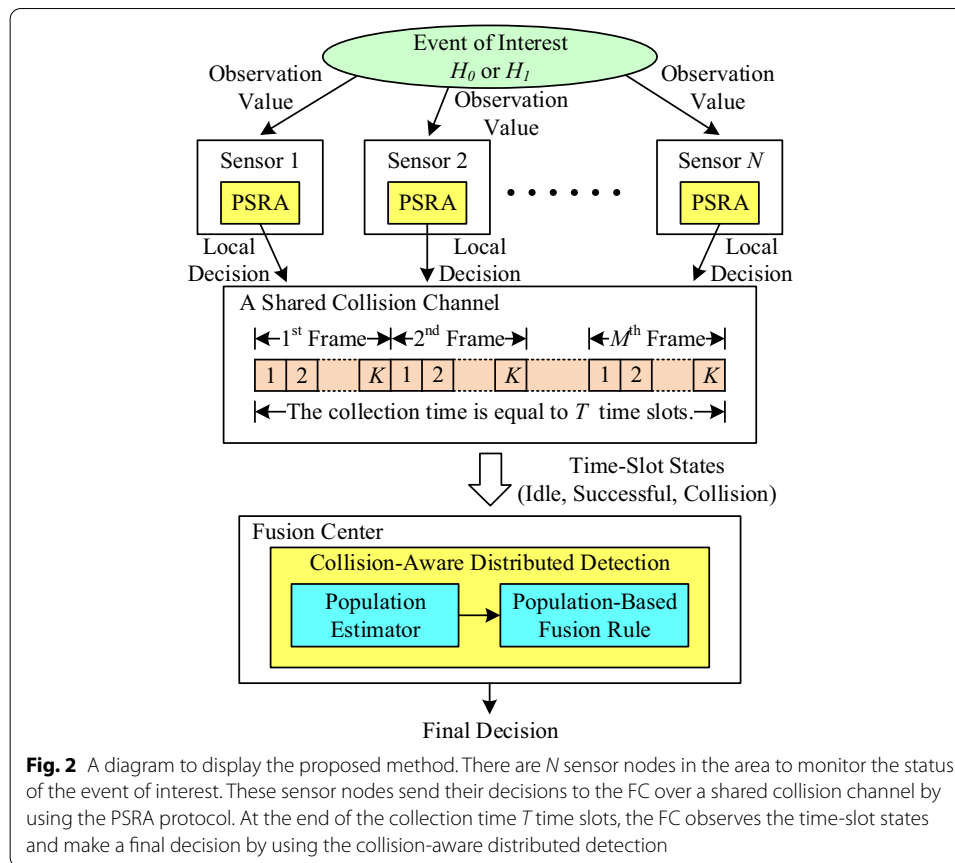 Event of Interest
H0 or H1
Observation
Value
Observation
Value
Observation
Value
Sensor 1
PSRA
Sensor 2
PSRA
. . . . . .
Sensor N
PSRA
Local
Decision
Local
Decision
Local
Decision
A Shared Collision Channel
1st Frame
2nd Frame
Mth Frame
1 2 K 1 2 K 1 2 K
The collection time is equal to T time slots.
Time-Slot States
(Idle, Successful, Collision)
Fusion Center
Collision-Aware Distributed Detection
Population
Estimator
Population-Based
Fusion Rule
Final Decision
Fig. 2 A diagram to display the proposed method. There are N sensor nodes in the area to monitor the status
of the event of interest. These sensor nodes send their decisions to the FC over a shared collision channel by
using the PSRA protocol. At the end of the collection time T time slots, the FC observes the time-slot states
and make a final decision by using the collision-aware distributed detection